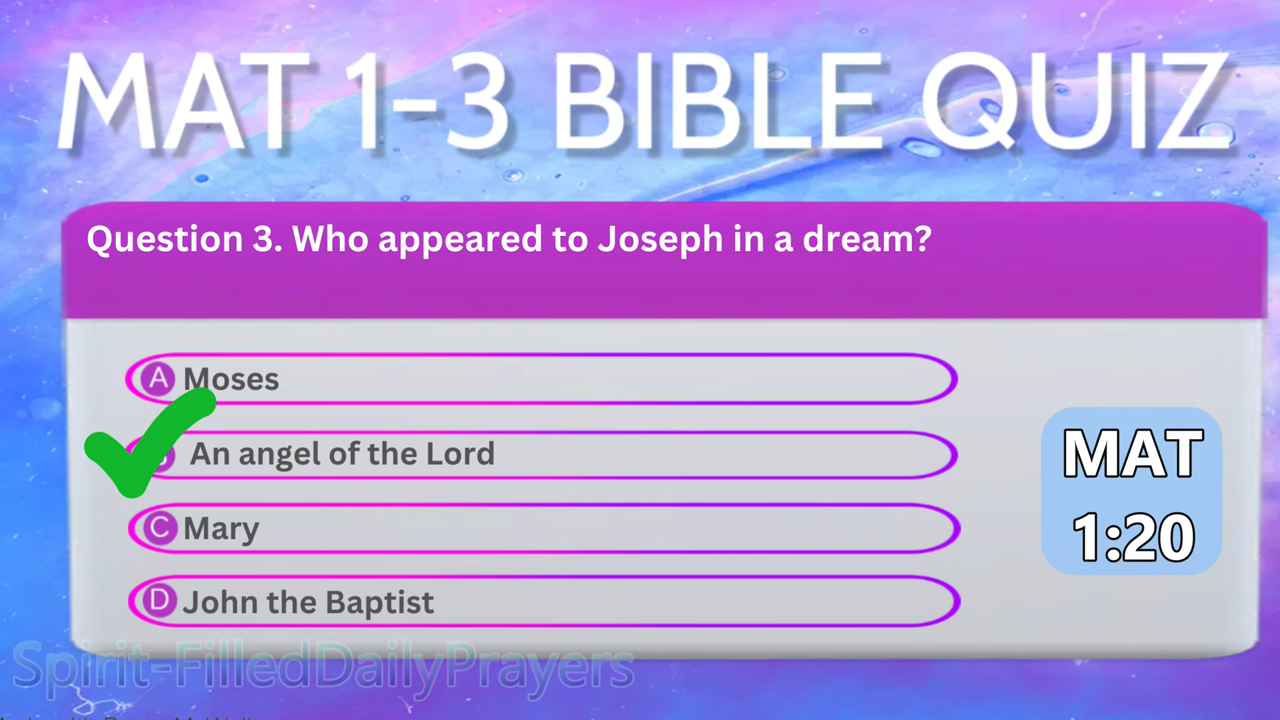 MAT 1-3 BIBLE QUIZ
Question 3. Who appeared to Joseph in a dream?
A Moses
An angel of the Lord
C Mary
D John the Baptist
MAT
1:20
Spirit-FilledDailyPrayers